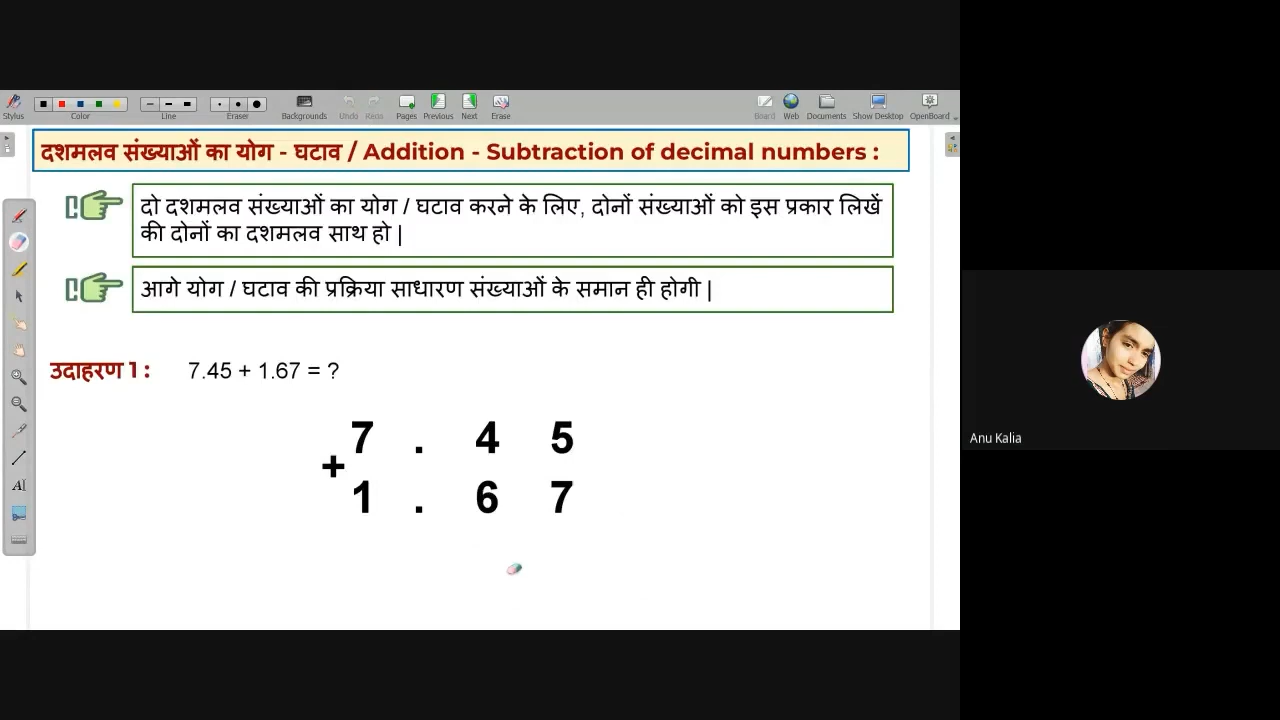 Stylus Color Line Eraser Backgrounds Undo Redo Pages Previous Next Erase Board Web Documents Show Desktop OpenBoard
दशमलव संख्याओं का योग - घटाव / Addition - Subtraction of decimal numbers :
दो दशमलव संख्याओं का योग / घटाव करने के लिए, दोनों संख्याओं को इस प्रकार लिखें
की दोनों का दशमलव साथ हो |
आगे योग / घटाव की प्रक्रिया साधारण संख्याओं के समान ही होगी |
उदाहरण 1 : 7.45 + 1.67 = ?
7 . 4 5
+
1 . 6 7
Anu Kalia